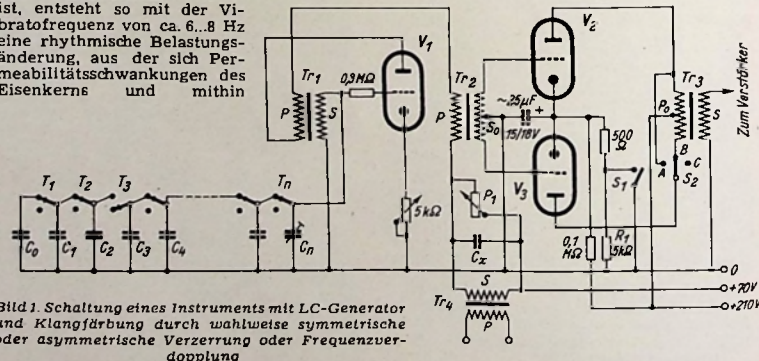 ist, entsteht so mit der Vi-
bratofrequenz von ca. 6...8 Hz
eine rhythmische Belastungs-
änderung, aus der sich Per-
meabilitätsschwankungen des
Eisenkerns und mithin
V1
V2
Tr1
0,3MΩ
P
S
Tr2
P
S0
~25µF +
15/18V
V3
500
Ω
S1
Tr3
P0
S
Zum Verstärker
B
A
C
S2
T1
T2
T3
Tn
C0
C1
C2
C3
C4
Cn
5kΩ
P1
Cx
0,1
MΩ
R1
5kΩ
S
Tr4
P
0
+70V
+210V
Bild 1. Schaltung eines Instruments mit LC-Generator
und Klangfärbung durch wahlweise symmetrische
oder asymmetrische Verzerrung oder Frequenzver-
dopplung